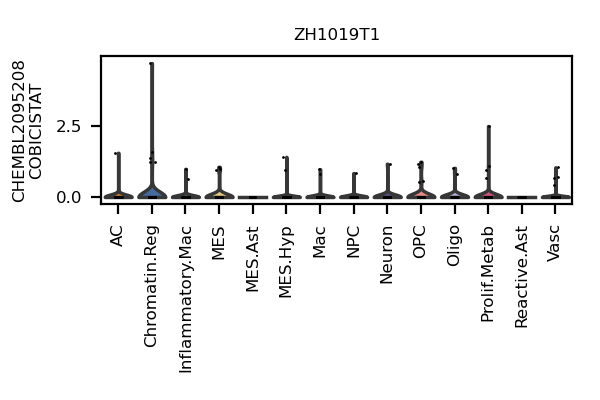 ZH1019T1
CHEMBL2095208
COBICISTAT
2.5
0.0
AC
Chromatin.Reg
Inflammatory.Mac
MES
MES.Ast
MES.Hyp
Mac
NPC
Neuron
OPC
Oligo
Prolif.Metab
Reactive.Ast
Vasc